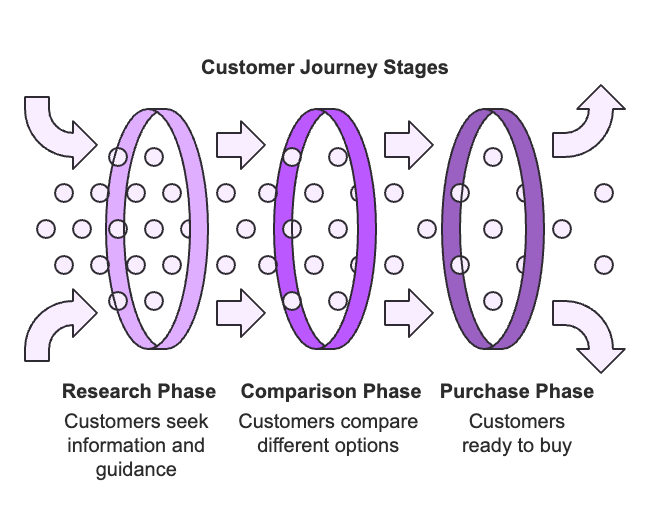 Customer Journey Stages
Research Phase
Customers seek
information and
guidance
Comparison Phase
Customers compare
different options
Purchase Phase
Customers
ready to buy